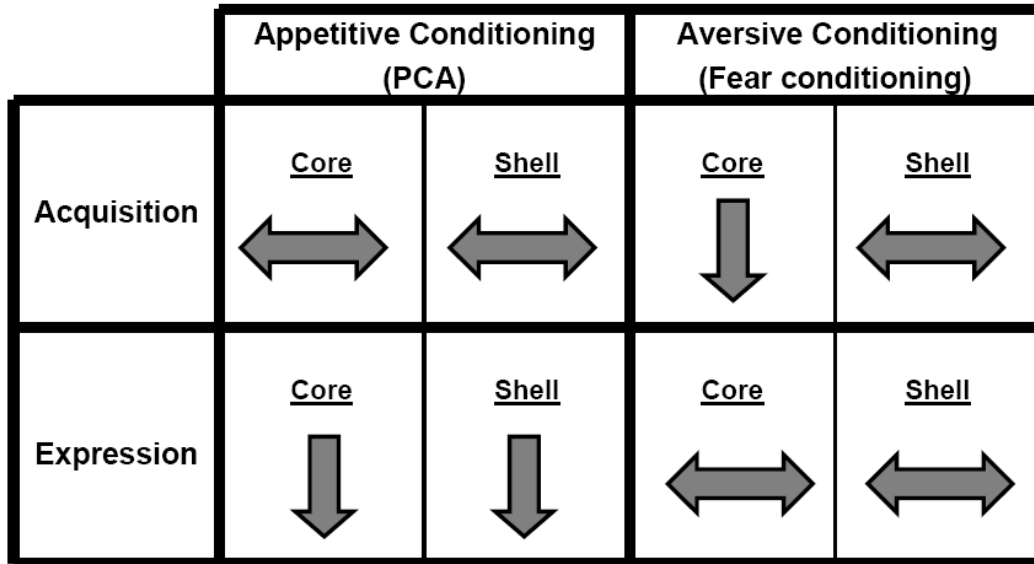 Appetitive Conditioning
(PCA)
Aversive Conditioning
(Fear conditioning)
Acquisition
Core
Shell
Core
Shell
Expression
Core
Shell
Core
Shell